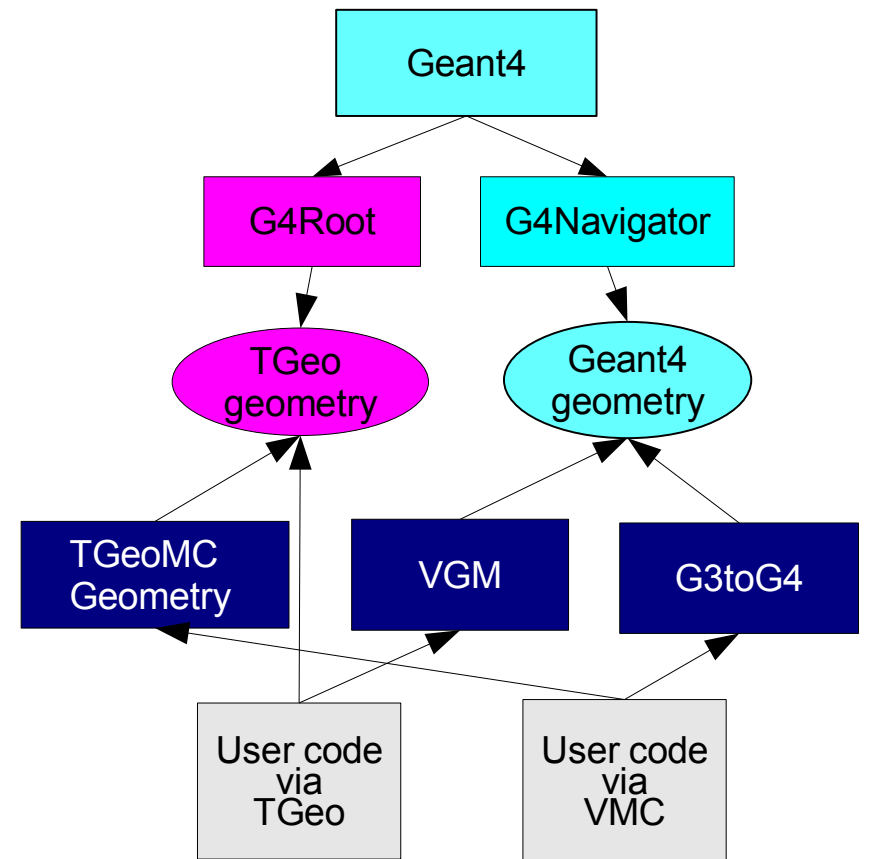 Geant4
G4Root
G4Navigator
TGeo
geometry
Geant4
geometry
TGeoMC
Geometry
VGM
G3toG4
User code
via
TGeo
User code
via
VMC